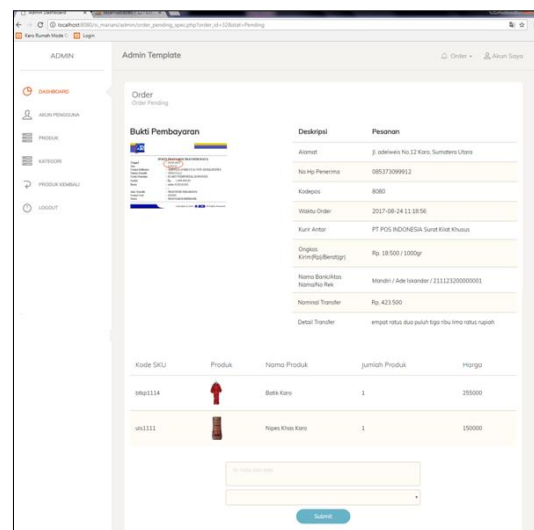 Admin Dashboard
localhost:8080/s_mariani/admin/order_pending_spec.php?order_id=32&stat=Pending
Karo Rumah Mode
Login
ADMIN
Admin Template
Order
Akun Saya
DASHBOARD
AKUN PENGGUNA
PRODUK
KATEGORI
PRODUK KEMBALI
LOGOUT
Order
Order Pending
Bukti Pembayaran
Deskripsi Pesanan
Alamat Jl. adelweis No.12 Karo, Sumatera Utara
No Hp Penerima 085373099912
Kodepos 8080
Waktu Order 2017-08-24 11:18:56
Kurir Antar PT POS INDONESIA Surat Kilat Khusus
Ongkos Kirim(Rp)/Berat(gr) Rp. 18.500 / 1000gr
Nama Bank/Atas Nama/No Rek Mandiri / Ade Iskandar / 211123200000001
Nominal Transfer Rp. 423.500
Detail Transfer empat ratus dua puluh tiga ribu lima ratus rupiah
Kode SKU Produk Nama Produk Jumlah Produk Harga
btkp1114 Batik Karo 1 255000
uis1111 Nipes Khas Karo 1 150000
Submit